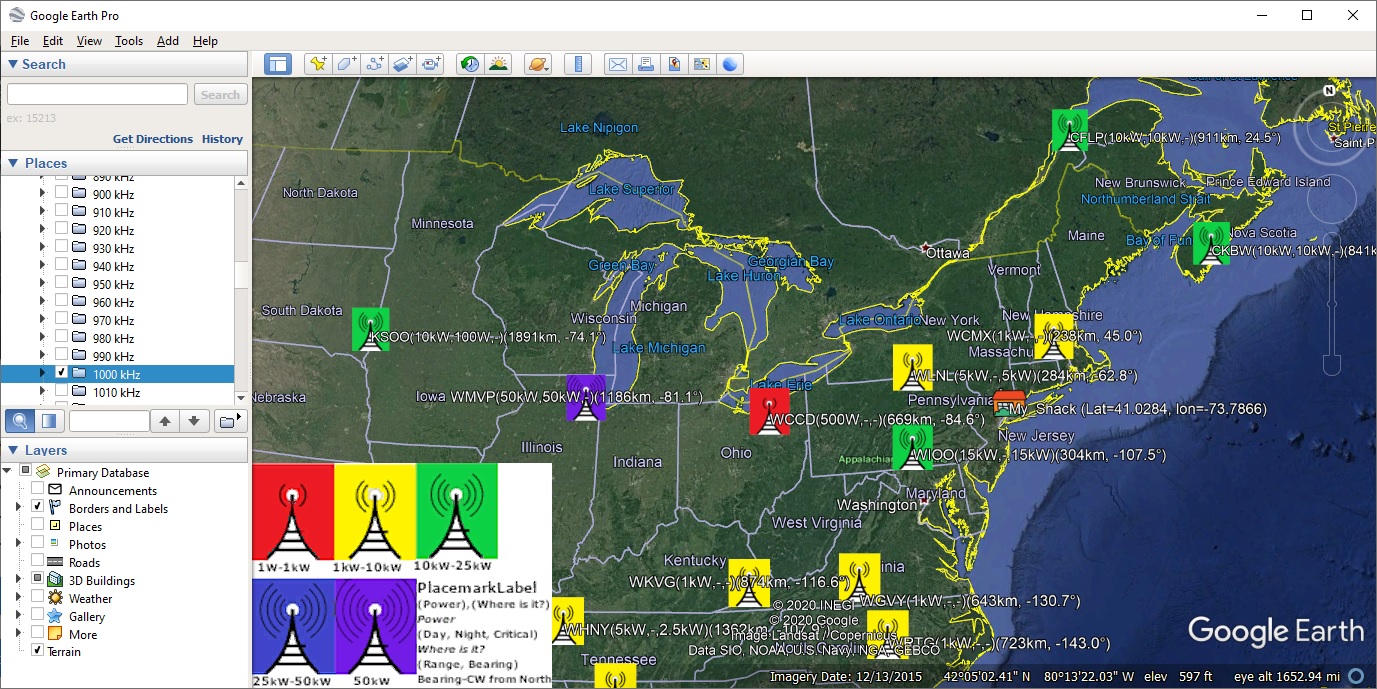 Google Earth Pro
File Edit View Tools Add Help
Search
Search
ex: 15213
Get Directions History
Places
890 kHz
900 kHz
910 kHz
920 kHz
930 kHz
940 kHz
950 kHz
960 kHz
970 kHz
980 kHz
990 kHz
1000 kHz
1010 kHz
Layers
Primary Database
Announcements
Borders and Labels
Places
Photos
Roads
3D Buildings
Weather
Gallery
More
Terrain
N
St Pierre
Saint P
Lake Nipigon
CFLP(10kW,10kW,-)(911km, 24.5°)
North Dakota
Lake Superior
New Brunswick
Prince Edward Island
Northumberland Strait
Minnesota
Maine
Bay of Fun
Nova Scotia
CKBW(10kW,10kW,-)(841k
Ottawa
Green Bay
Georgian Bay
Lake Huron
Vermont
South Dakota
Michigan
Wisconsin
Lake Ontario
New York
New Hampshire
KSOO(10kW,100W,-)(1891km, -74.1°)
WCMX(1kW,-,-)(238km, 45.0°)
Lake Michigan
Massachu
WLNL(5kW,-,5kW)(284km, -62.8°)
Lake Erie
Nebraska
Iowa
WMVP(50kW,50kW,-)(1186km, -81.1°)
Pennsylvania
My Shack (Lat=41.0284, lon=-73.7866)
WCCD(500W,-,-)(669km, -84.6°)
New Jersey
Illinois
Indiana
Ohio
Appalachian
WIOO(15kW,-,15kW)(304km, -107.5°)
Maryland
Washington
West Virginia
Kentucky
WKVG(1kW,-,-)(874km, -116.6°)
inia
WGVY(1kW,-,-)(643km, -130.7°)
WHNY(5kW,-,2.5kW)(1362km,
WRTG(1kW,-,-)(723km, -143.0°)
Tennessee
© 2020 INEGI
© 2020 Google
Image Landsat / Copernicus
Data SIO, NOAA, U.S. Navy, NGA, GEBCO
1W-1kW
1kW-10kW
10kW-25kW
25kW-50kW
50kW
PlacemarkLabel
(Power),(Where is it?)
Power
(Day, Night, Critical)
Where is it?
(Range, Bearing)
Bearing-CW from North
Google Earth
Imagery Date: 12/13/2015 42°05'02.41" N 80°13'22.03" W elev 597 ft eye alt 1652.94 mi